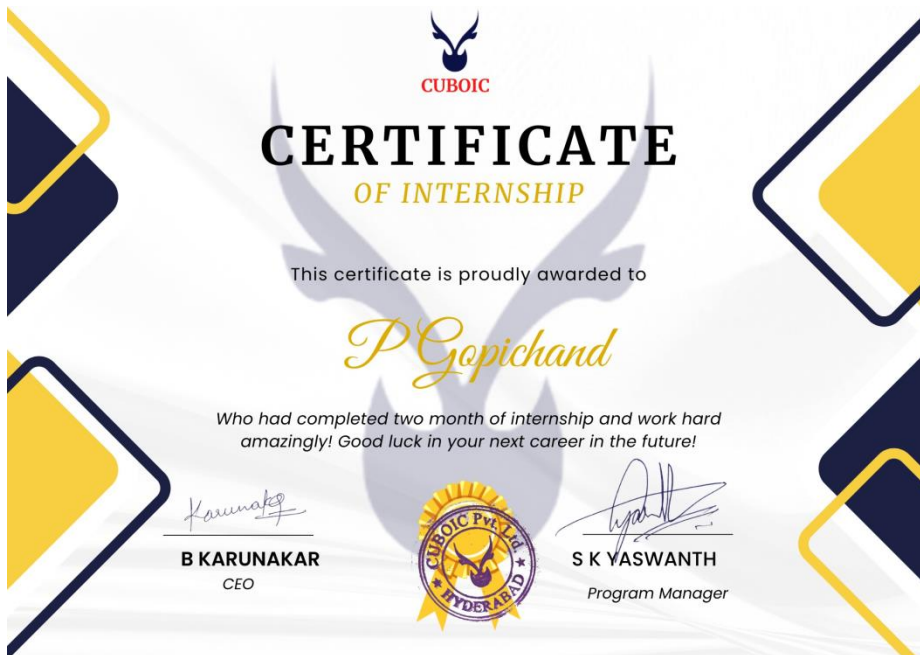 CUBOIC
CERTIFICATE
OF INTERNSHIP
This certificate is proudly awarded to
P Gopichand
Who had completed two month of internship and work hard
amazingly! Good luck in your next career in the future!
Karunakar
B KARUNAKAR
CEO
CUBOIC Pvt. Ltd.
★ HYDERABAD ★
S K YASWANTH
Program Manager